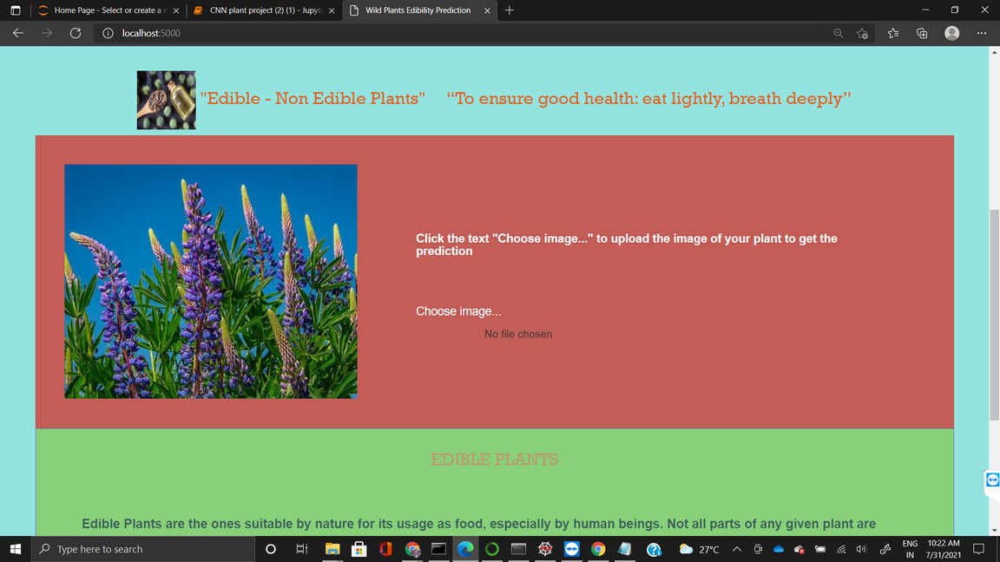 Home Page - Select or create a n
CNN plant project (2) (1) - Jupyt
Wild Plants Edibility Prediction
localhost:5000
"Edible - Non Edible Plants" “To ensure good health: eat lightly, breath deeply”
Click the text "Choose image..." to upload the image of your plant to get the
prediction
Choose image...
No file chosen
EDIBLE PLANTS
Edible Plants are the ones suitable by nature for its usage as food, especially by human beings. Not all parts of any given plant are
Type here to search
27°C
ENG
IN
10:22 AM
7/31/2021